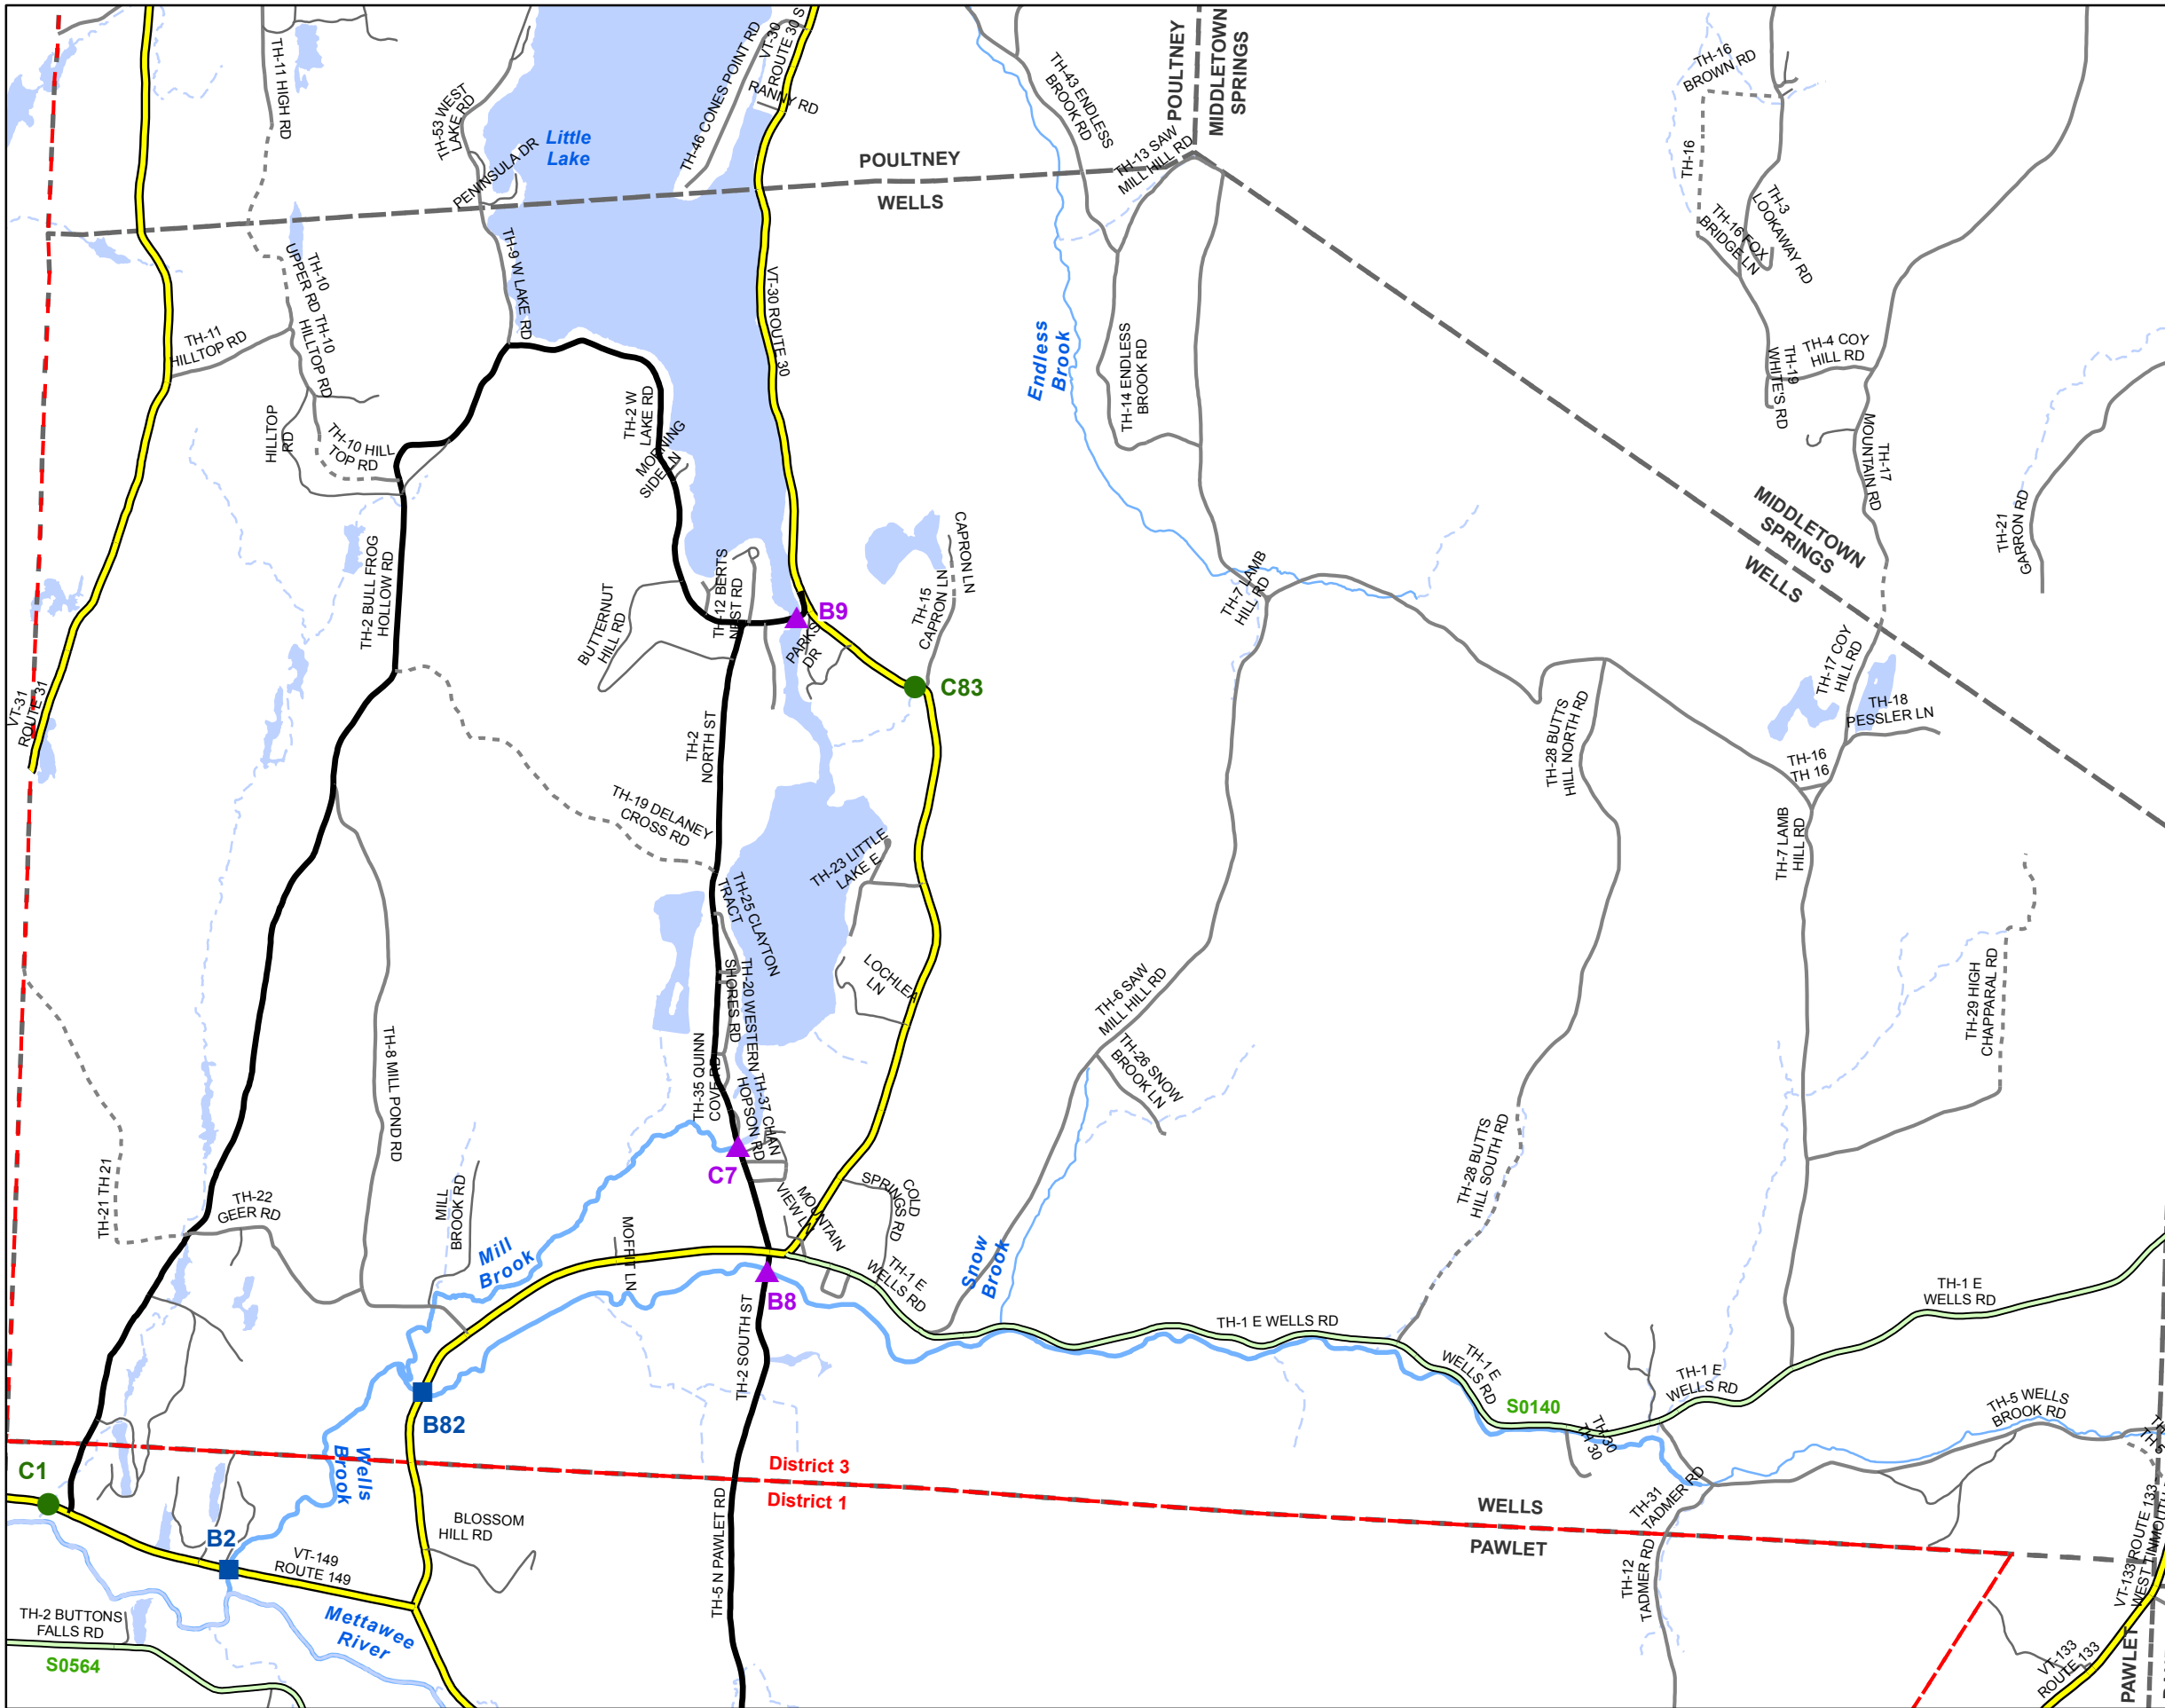 TH-11 HIGH RD
TH-53 WEST
LAKE RD
PENINSULA DR
Little
Lake
TH-46 CONES POINT RD
VT-30
ROUTE 30 S
RANNY RD
POULTNEY
WELLS
TH-43 ENDLESS
BROOK RD
TH-13 SAW
MILL HILL RD
POULTNEY
MIDDLETOWN
SPRINGS
TH-16
BROWN RD
TH-16
TH-3
LOOKAWAY RD
TH-16 FOX
BRIDGE LN
TH-10
UPPER RD
TH-10
HILLTOP RD
TH-11
HILLTOP RD
TH-9 W LAKE RD
VT-30 ROUTE 30
Endless
Brook
TH-14 ENDLESS
BROOK RD
TH-4 COY
HILL RD
TH-19
WHITE'S RD
HILLTOP
RD
TH-10 HILL
TOP RD
TH-2 W
LAKE RD
MORNING
SIDE LN
TH-17
MOUNTAIN RD
TH-21
GARRON RD
MIDDLETOWN
SPRINGS
WELLS
TH-2 BULL FROG
HOLLOW RD
BUTTERNUT
HILL RD
TH-12 BERTS
NEST RD
B9
PARKS
DR
CAPRON LN
TH-15
CAPRON LN
C83
TH-7 LAMB
HILL RD
TH-17 COY
HILL RD
TH-18
PESSLER LN
TH-16
TH 16
VT-31
ROUTE 31
TH-2
NORTH ST
TH-28 BUTTS
HILL NORTH RD
TH-19 DELANEY
CROSS RD
TH-23 LITTLE
LAKE E
TH-7 LAMB
HILL RD
TH-25 CLAYTON
TRACT
LOCHLEA
LN
TH-20 WESTERN
SHORES RD
TH-6 SAW
MILL HILL RD
TH-29 HIGH
CHAPPARAL RD
TH-8 MILL POND RD
TH-35 QUINN
COVE RD
TH-37 CHAN
HOPSON RD
TH-26 SNOW
BROOK LN
C7
TH-28 BUTTS
HILL SOUTH RD
TH-21 TH 21
TH-22
GEER RD
MILL
BROOK RD
Mill
Brook
MOFFIT LN
MOUNTAIN
VIEW LN
COLD
SPRINGS RD
TH-1 E
WELLS RD
Snow
Brook
B8
TH-1 E WELLS RD
TH-1 E
WELLS RD
TH-2 SOUTH ST
TH-1 E
WELLS RD
TH-1 E
WELLS RD
S0140
TH-30
TH 30
TH-5 WELLS
BROOK RD
B82
Wells
Brook
C1
District 3
District 1
WELLS
PAWLET
TH-31
TADMER RD
B2
BLOSSOM
HILL RD
VT-149
ROUTE 149
TH-5 N PAWLET RD
TH-12
TADMER RD
VT-133 ROUTE 133
TH-2 BUTTONS
FALLS RD
S0564
Mettawee
River
VT-133
ROUTE 133
PAWLET